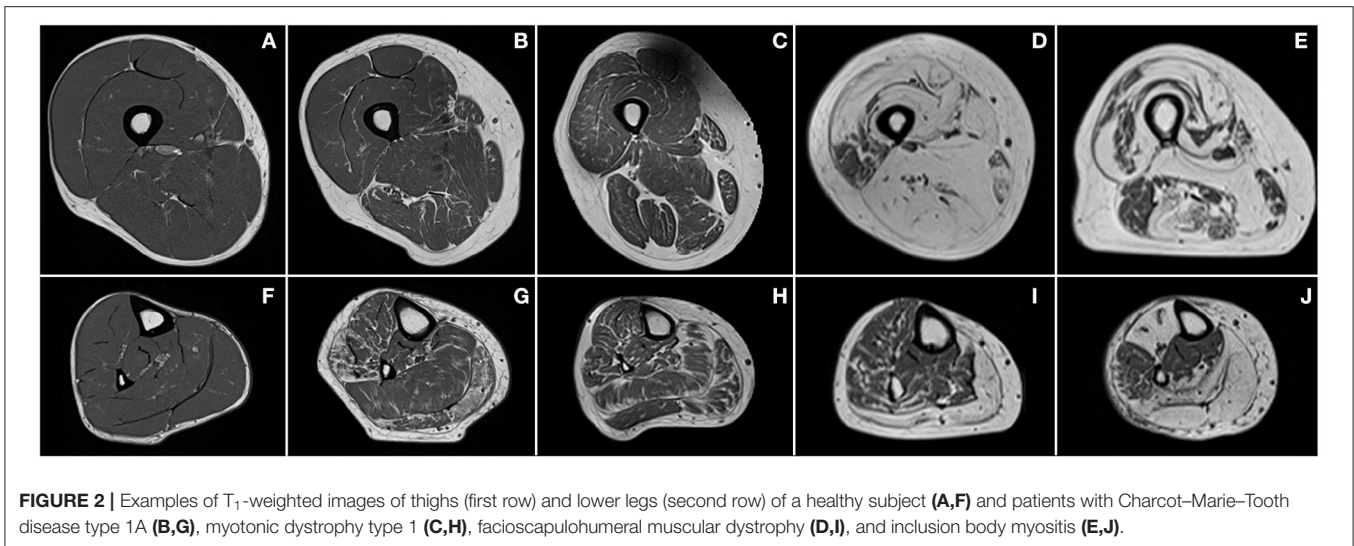 A
B
C
D
E
F
G
H
I
J
FIGURE 2 | Examples of T₁-weighted images of thighs (first row) and lower legs (second row) of a healthy subject (A,F) and patients with Charcot–Marie–Tooth
disease type 1A (B,G), myotonic dystrophy type 1 (C,H), facioscapulohumeral muscular dystrophy (D,I), and inclusion body myositis (E,J).